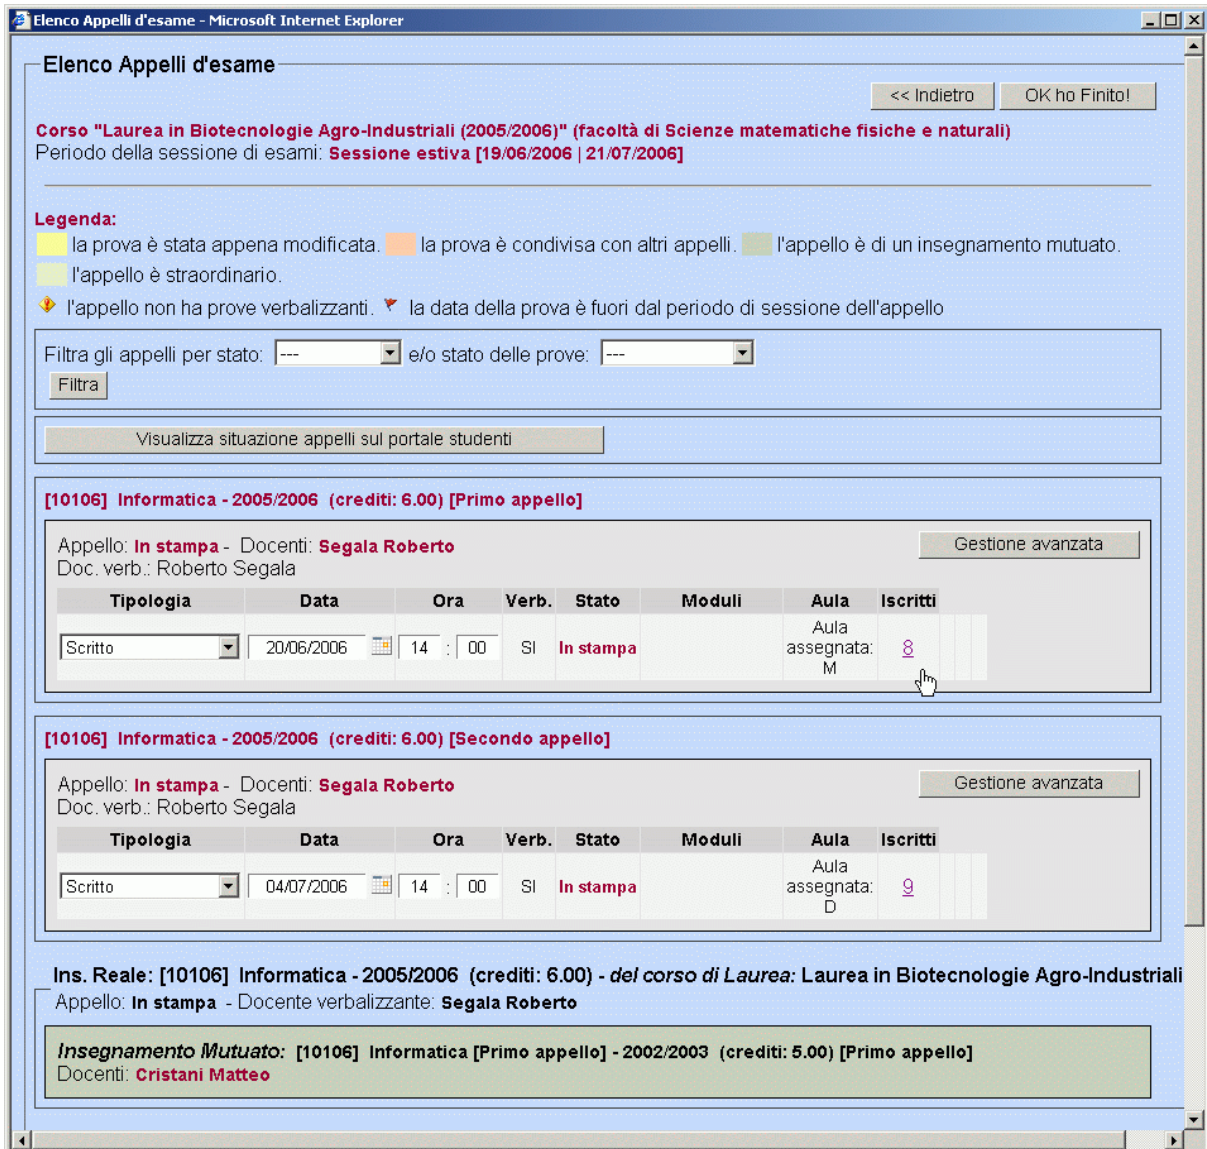 Elenco Appelli d'esame - Microsoft Internet Explorer
Elenco Appelli d'esame
<< Indietro OK ho Finito!
Corso "Laurea in Biotecnologie Agro-Industriali (2005/2006)" (facoltà di Scienze matematiche fisiche e naturali)
Periodo della sessione di esami: Sessione estiva [19/06/2006 | 21/07/2006]
Legenda:
la prova è stata appena modificata. la prova è condivisa con altri appelli. l'appello è di un insegnamento mutuato.
l'appello è straordinario.
l'appello non ha prove verbalizzanti. la data della prova è fuori dal periodo di sessione dell'appello
Filtra gli appelli per stato: --- e/o stato delle prove: ---
Filtra
Visualizza situazione appelli sul portale studenti
[10106] Informatica - 2005/2006 (crediti: 6.00) [Primo appello]
Appello: In stampa - Docenti: Segala Roberto
Gestione avanzata
Doc. verb.: Roberto Segala
Tipologia Data Ora Verb. Stato Moduli Aula Iscritti
Scritto 20/06/2006 14 : 00 SI In stampa Aula assegnata: M 8
[10106] Informatica - 2005/2006 (crediti: 6.00) [Secondo appello]
Appello: In stampa - Docenti: Segala Roberto
Gestione avanzata
Doc. verb.: Roberto Segala
Tipologia Data Ora Verb. Stato Moduli Aula Iscritti
Scritto 04/07/2006 14 : 00 SI In stampa Aula assegnata: D 9
Ins. Reale: [10106] Informatica - 2005/2006 (crediti: 6.00) - del corso di Laurea: Laurea in Biotecnologie Agro-Industriali
Appello: In stampa - Docente verbalizzante: Segala Roberto
Insegnamento Mutuato: [10106] Informatica [Primo appello] - 2002/2003 (crediti: 5.00) [Primo appello]
Docenti: Cristani Matteo